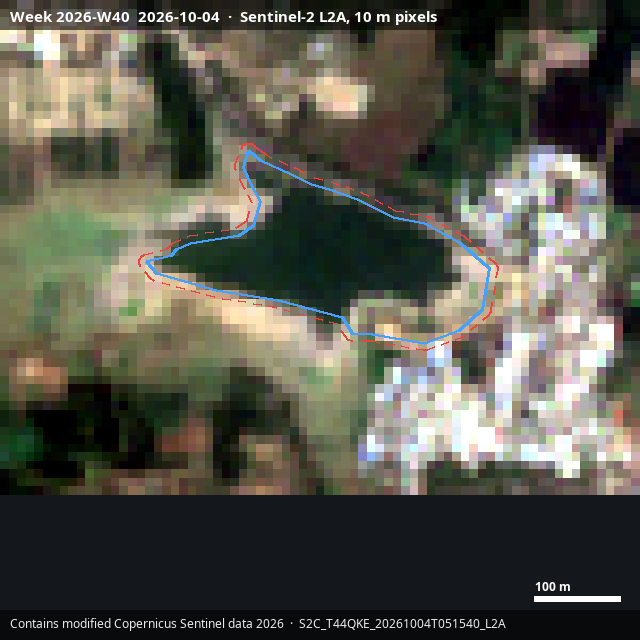 Week 2026-W40  2026-10-04  ·  Sentinel-2 L2A, 10 m pixels
100 m
Contains modified Copernicus Sentinel data 2026  ·  S2C_T44QKE_20261004T051540_L2A